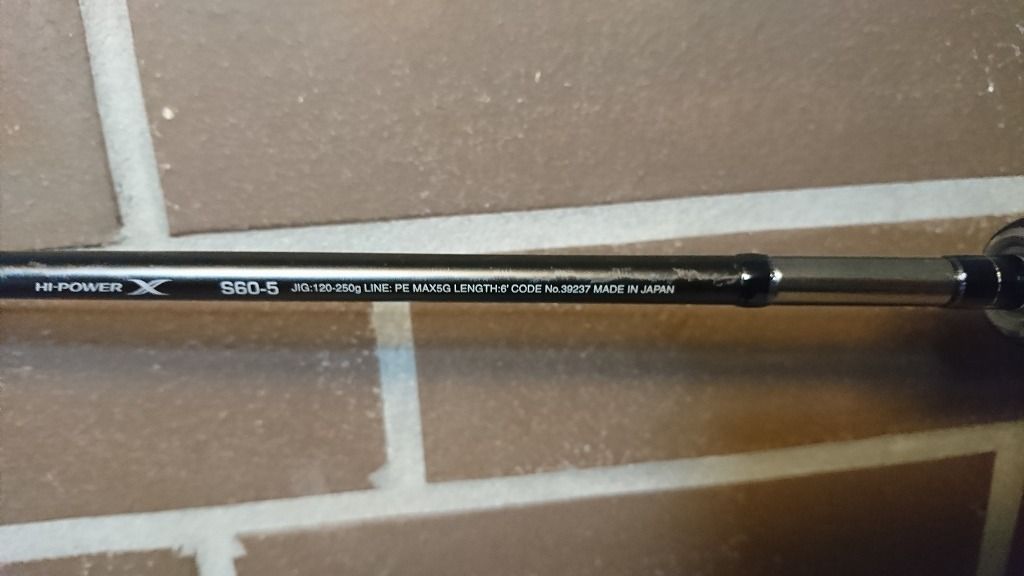 HI-POWER X S60-5 JIG:120-250g LINE: PE MAX5G LENGTH:6' CODE No.39237 MADE IN JAPAN